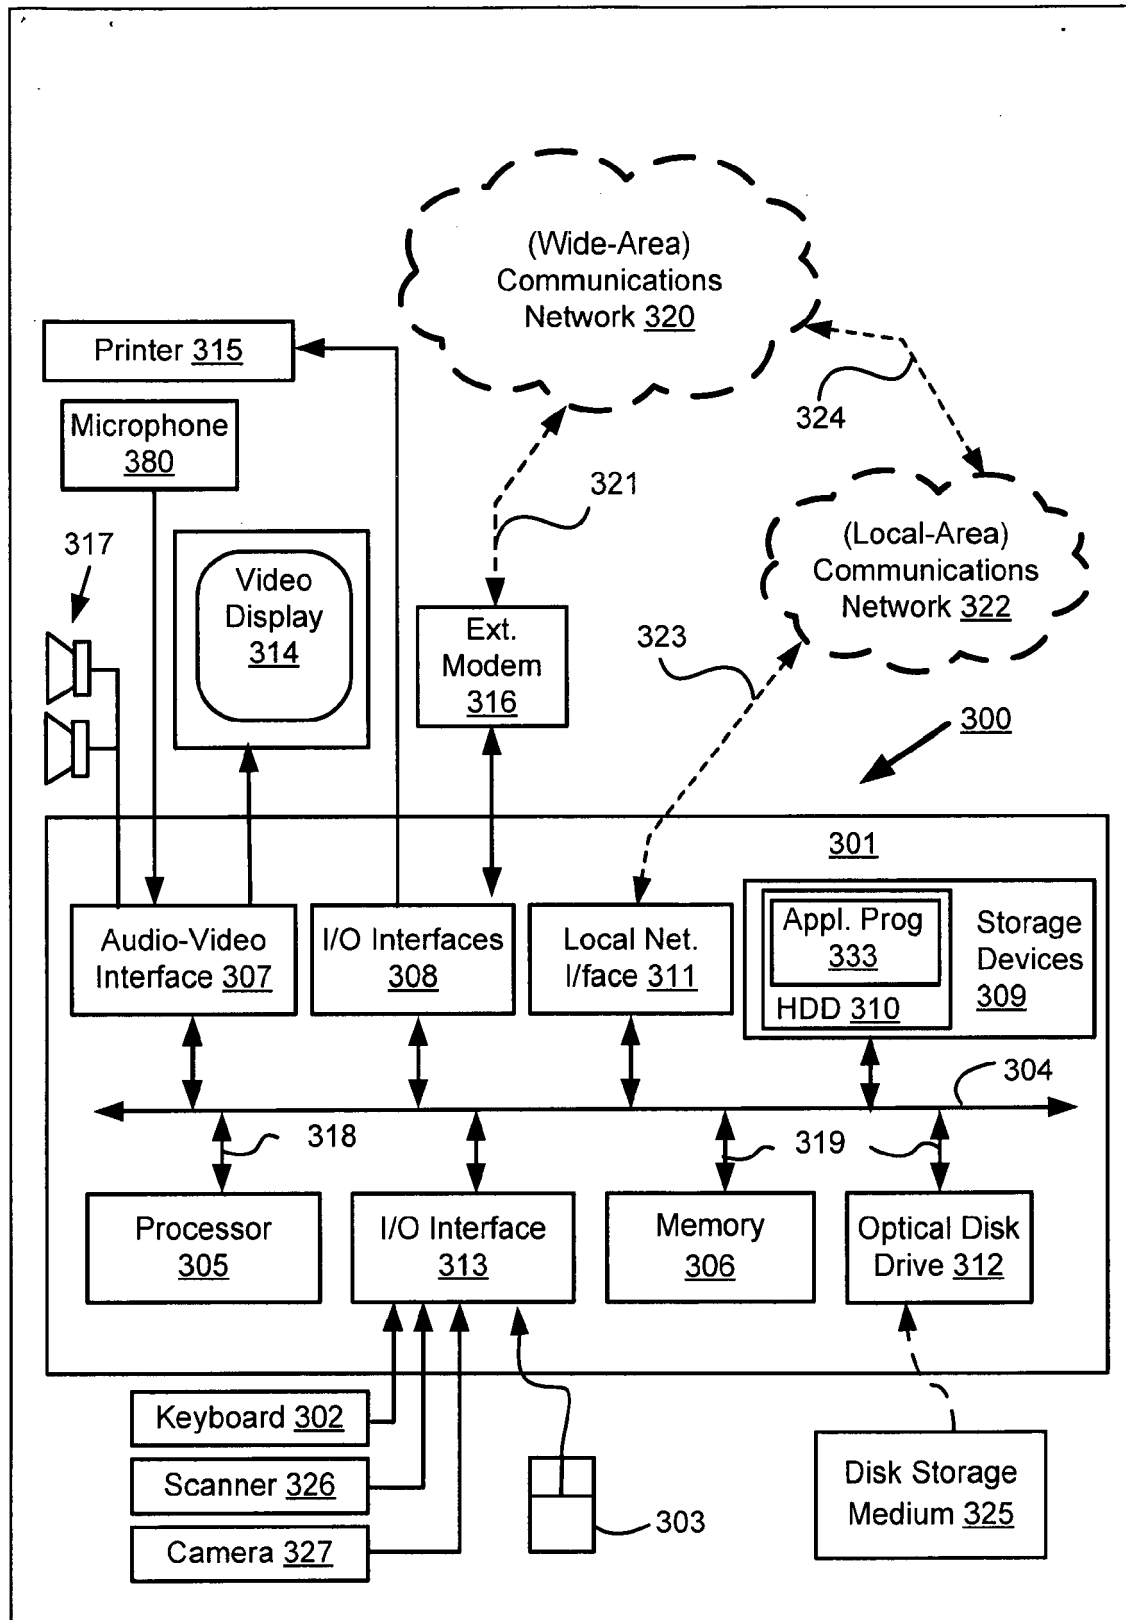 (Wide-Area)
Communications
Network 320
Printer 315
324
Microphone
380
321
317
Video
Display
314
(Local-Area)
Communications
Network 322
Ext.
Modem
316
323
300
301
Audio-Video
Interface 307
I/O Interfaces
308
Local Net.
I/face 311
Appl. Prog
333
HDD 310
Storage
Devices
309
304
318
319
Processor
305
I/O Interface
313
Memory
306
Optical Disk
Drive 312
Keyboard 302
Scanner 326
Camera 327
303
Disk Storage
Medium 325